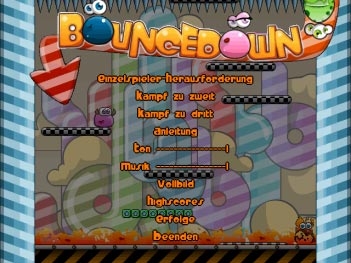 BOUNCEDOWN
Einzelspieler-Herausforderung
Kampf zu zweit
Kampf zu dritt
Anleitung
Ton ----------------|
Musik ----------------|
Vollbild
Highscores
Erfolge
Beenden